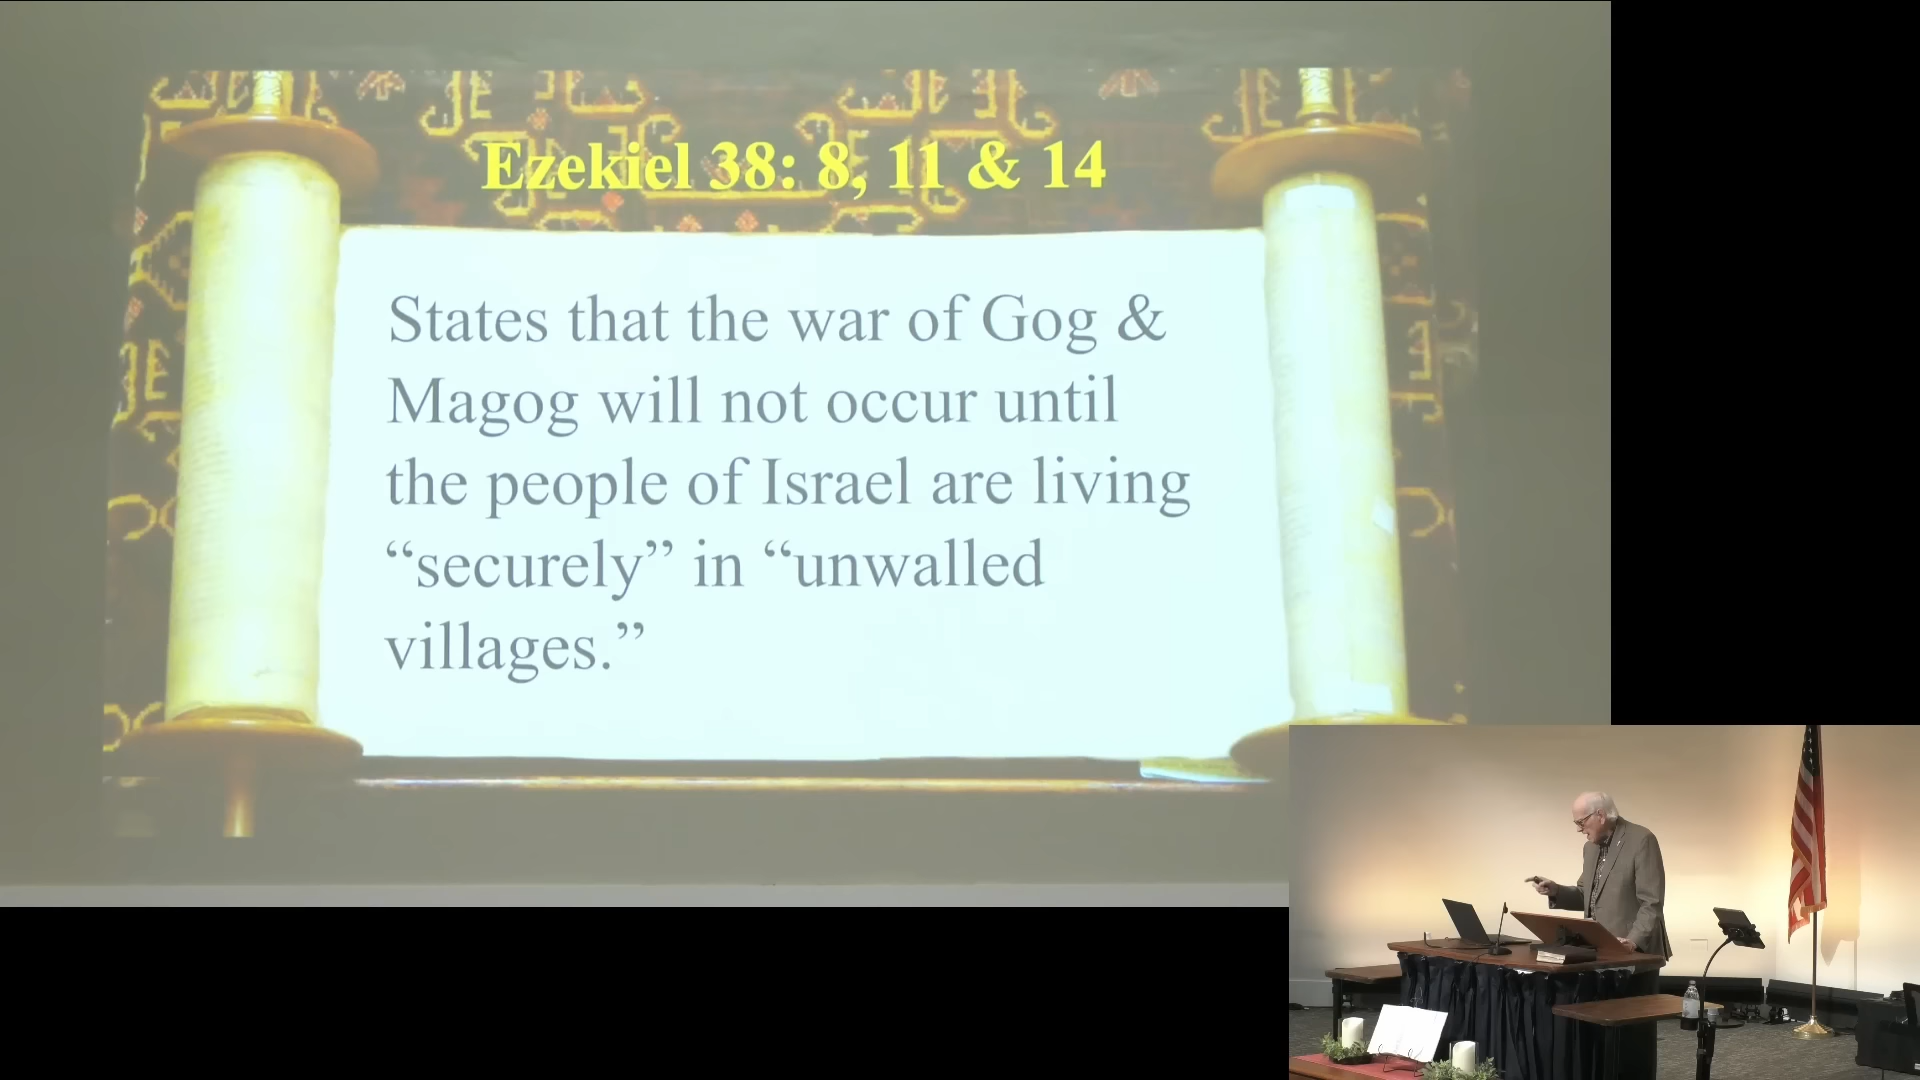 Ezekiel 38: 8, 11 & 14
States that the war of Gog &
Magog will not occur until
the people of Israel are living
“securely” in “unwalled
villages.”